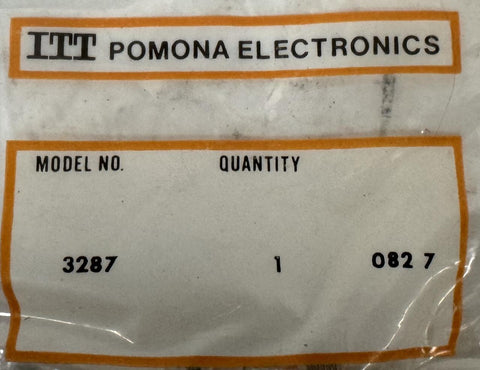 ITT POMONA ELECTRONICS
MODEL NO. QUANTITY
3287 1 082 7